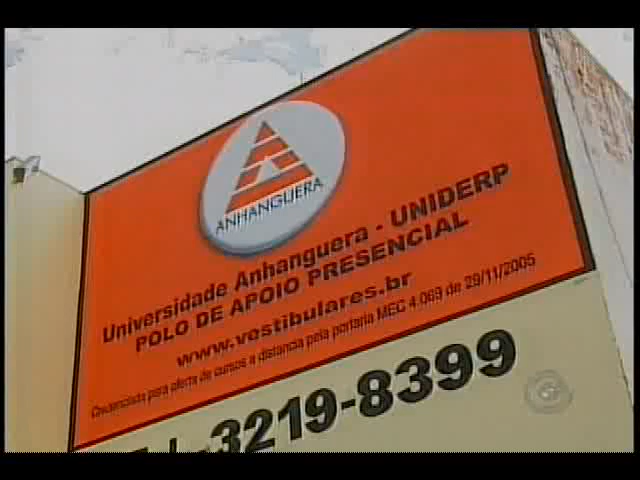 ANHANGUERA
Universidade Anhanguera - UNIDERP
POLO DE APOIO PRESENCIAL
www.vestibulares.br
Credenciada para oferta de cursos a distancia pela portaria MEC 4.069 de 29/11/2005
3219-8399